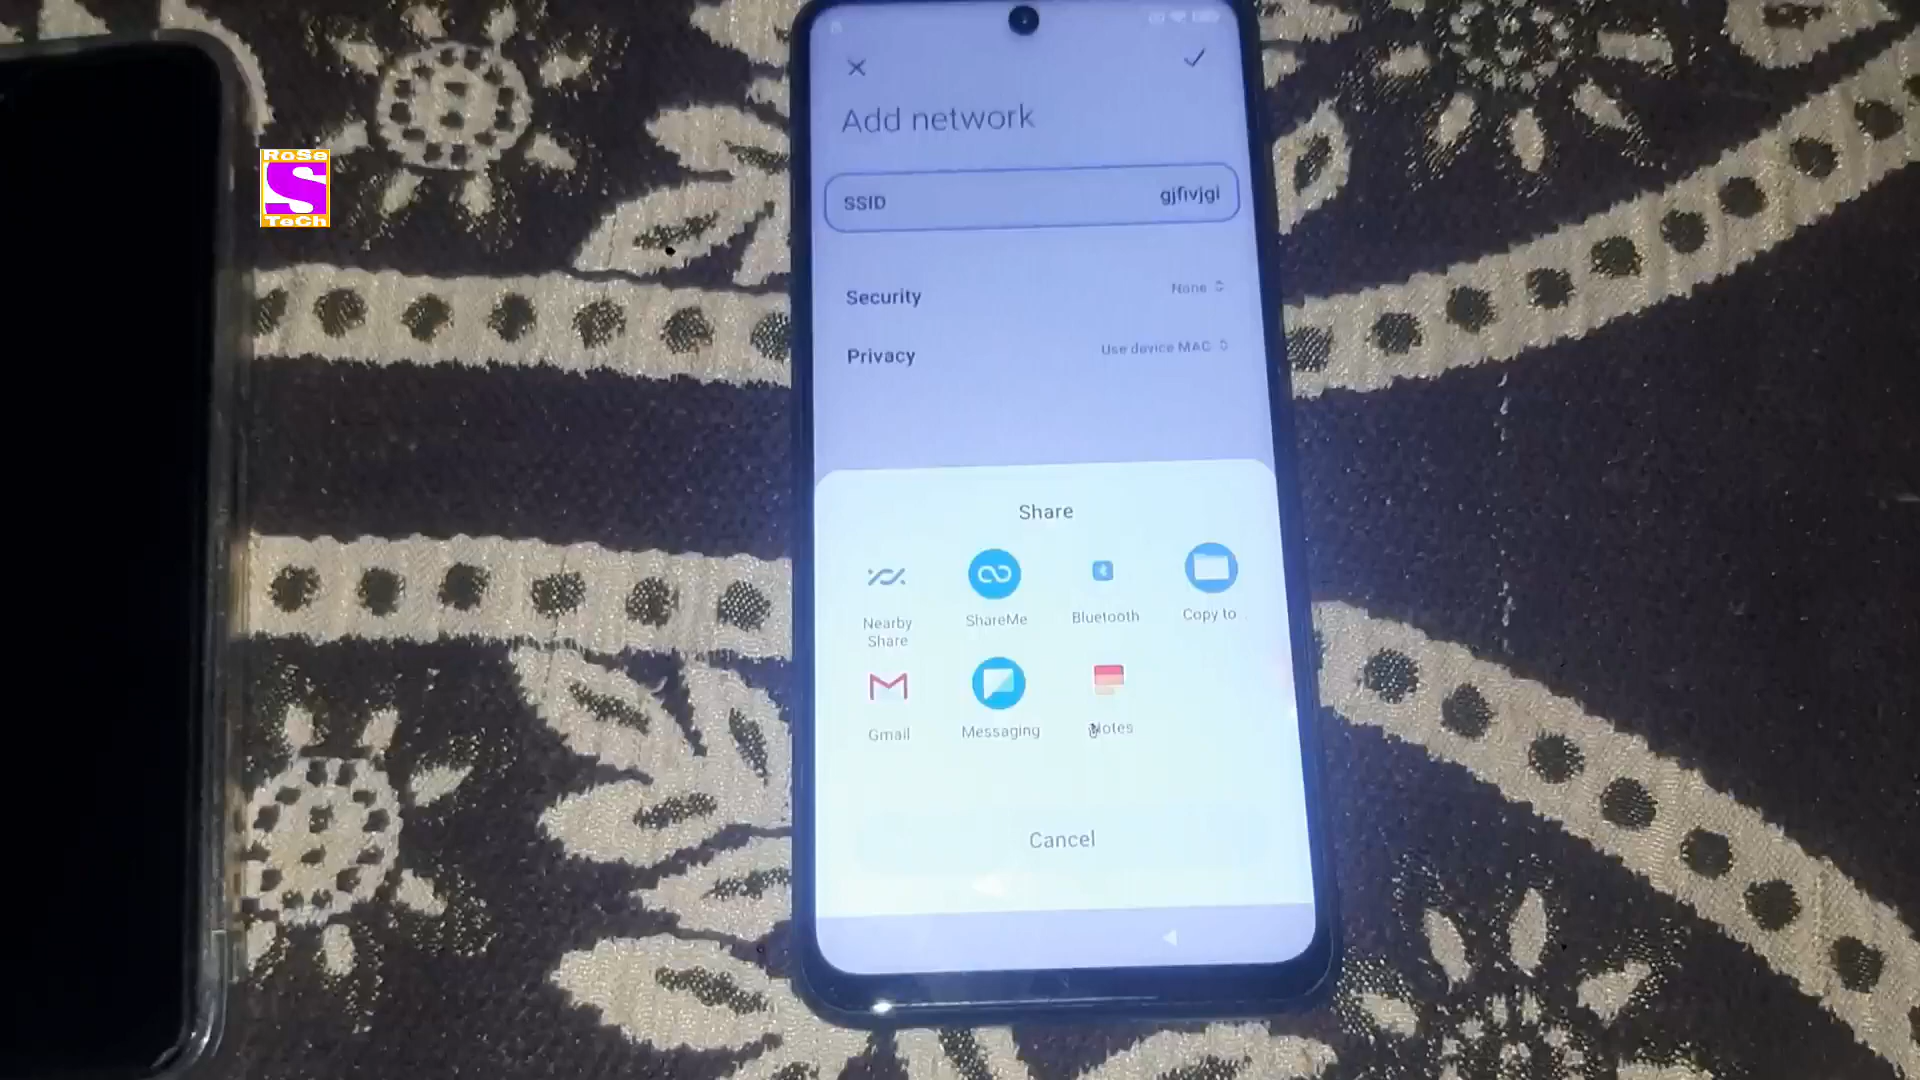 RoSe
S
TeCh
Add network
SSID
gjfivjgi
Security
None
Privacy
Use device MAC
Share
Nearby
Share
ShareMe
Bluetooth
Copy to
Gmail
Messaging
Notes
Cancel